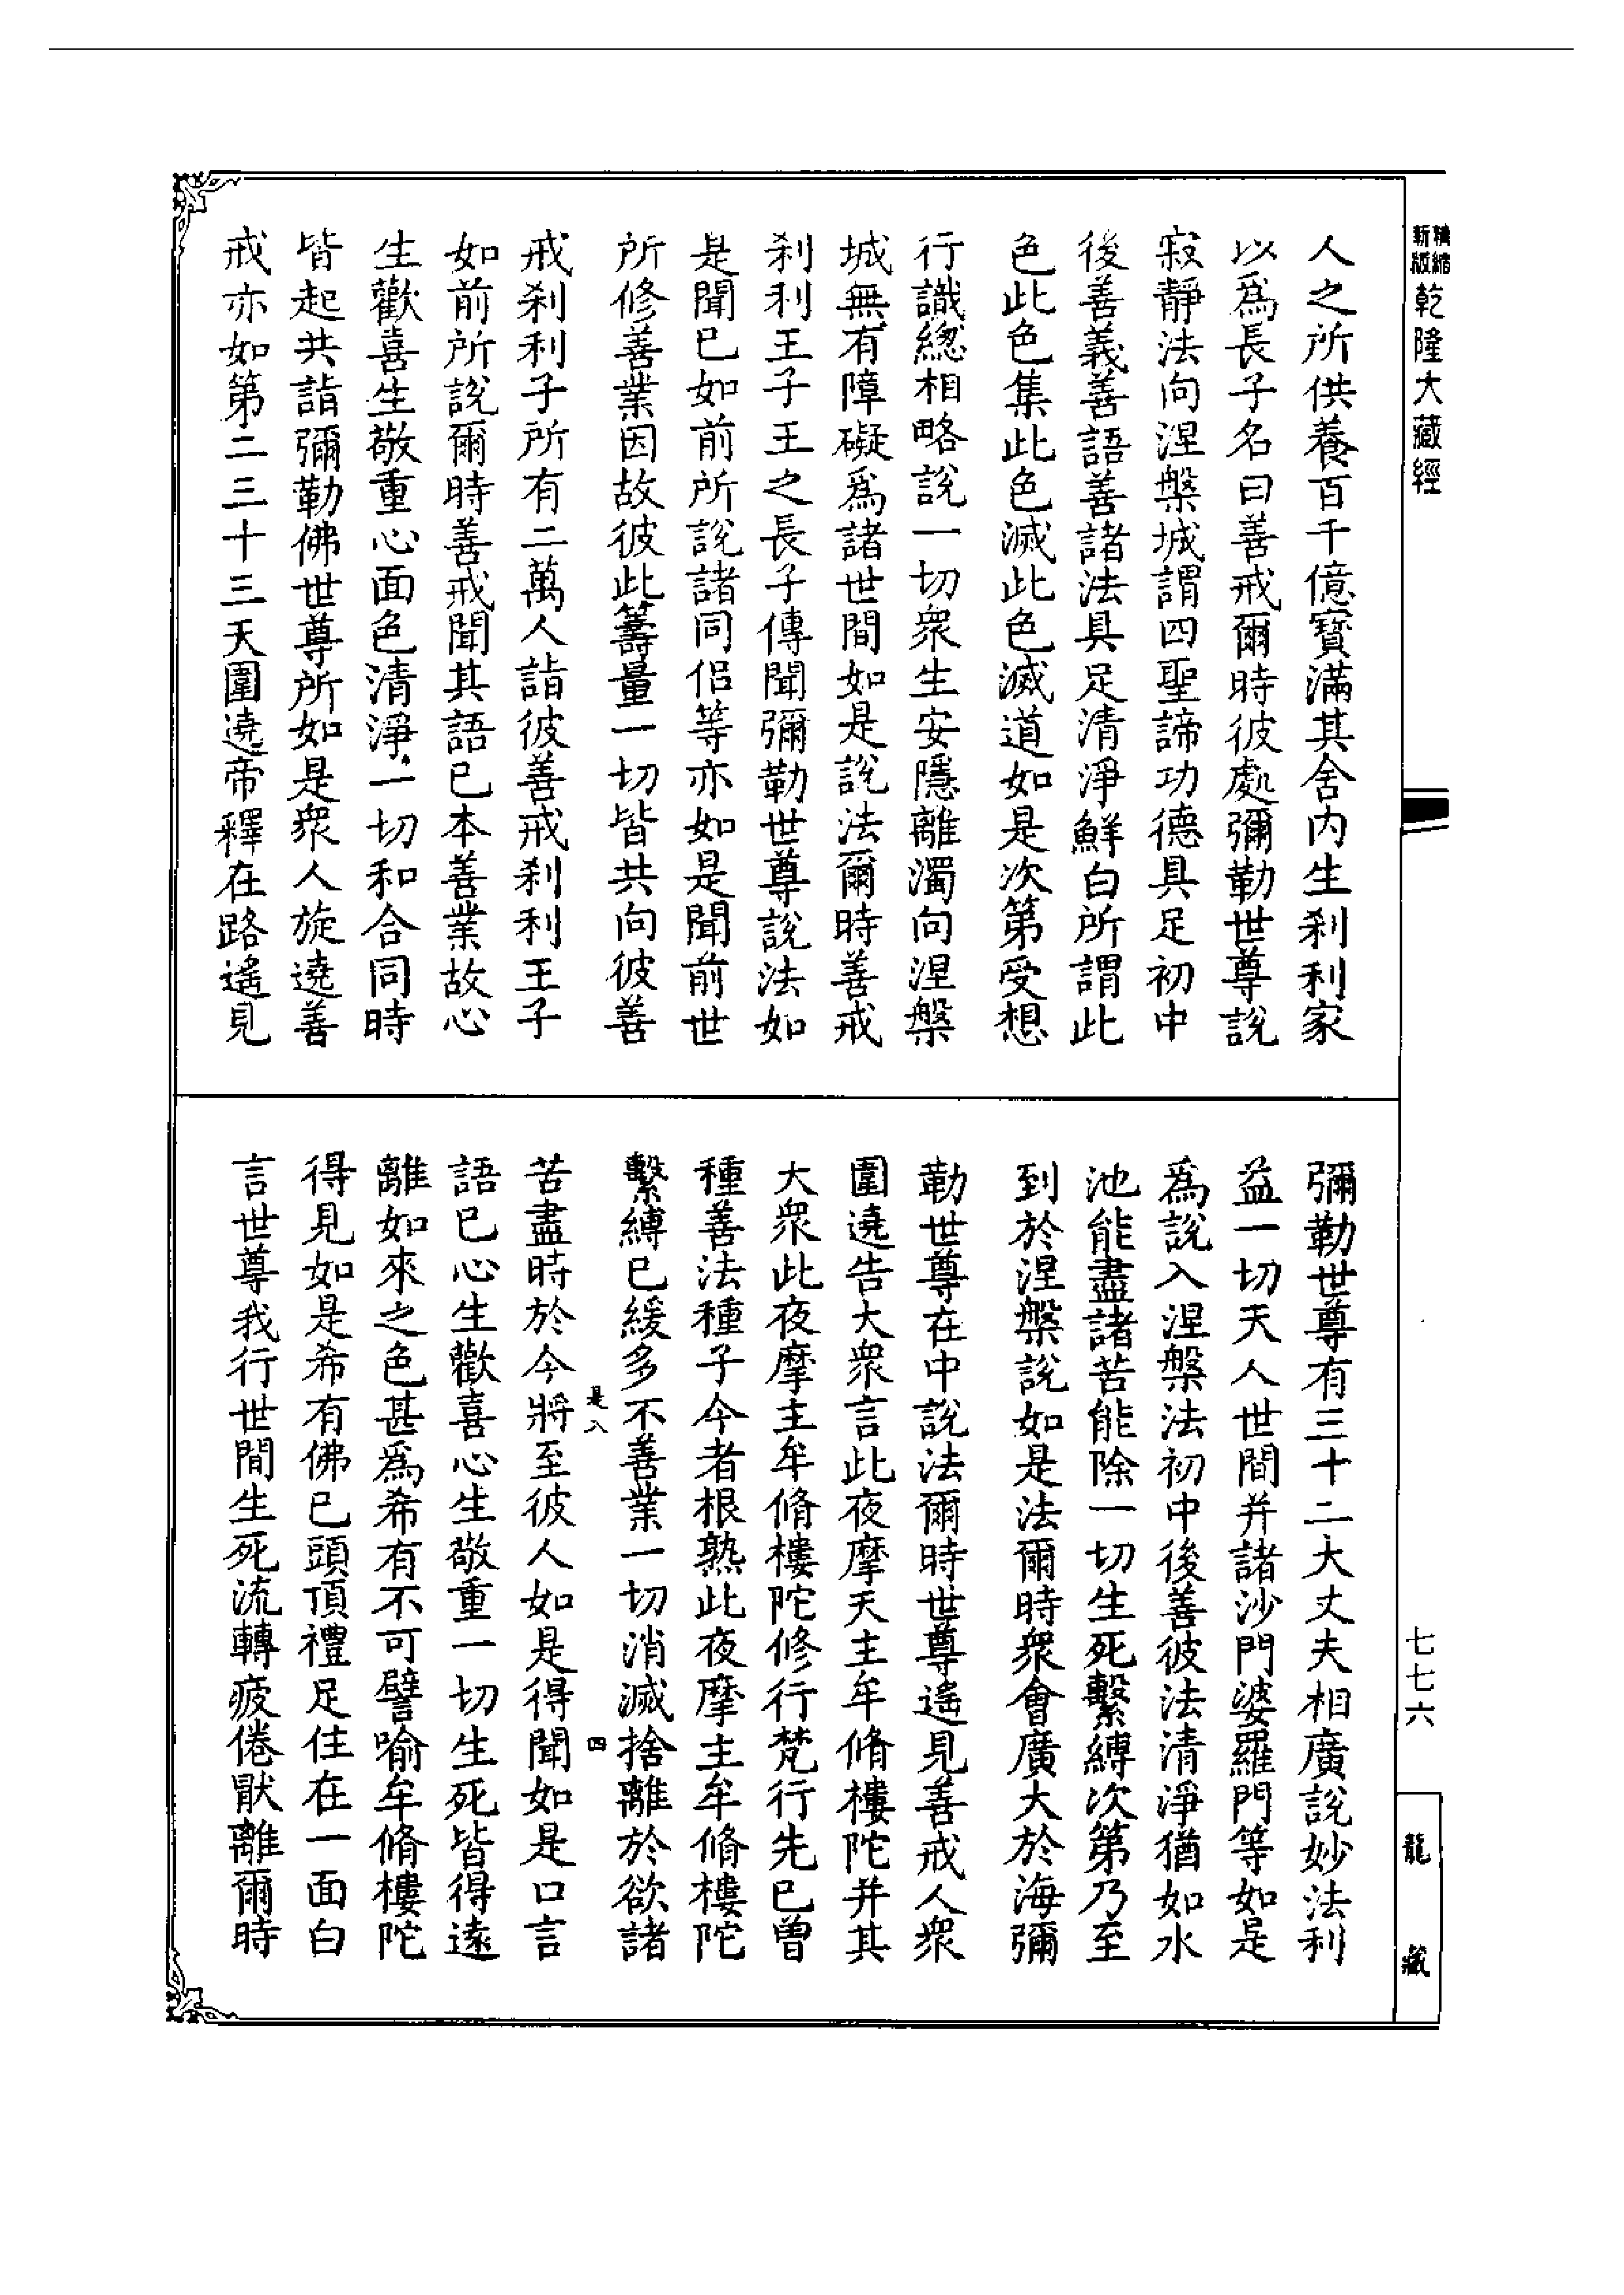 精縮新版乾隆大藏經
人之所供養百千億寶滿其舍內生刹利家
以爲長子名曰善戒爾時彼處彌勒世尊說
寂靜法向涅槃城謂四聖諦功德具足初中
後善義善語善諸法具足清淨鮮白所謂此
色此色集此色滅此色滅道如是次第受想
行識總相略說一切衆生安隱離濁向涅槃
城無有障礙爲諸世間如是說法爾時善戒
刹利王子王之長子傳聞彌勒世尊說法如
是聞已如前所說諸同侶等亦如是聞前世
所修善業因故彼此籌量一切皆共向彼善
戒刹利子所有二萬人詣彼善戒刹利王子
如前所說爾時善戒聞其語已本善業故心
生歡喜生敬重心面色清淨一切和合同時
皆起共詣彌勒佛世尊所如是衆人旋遶善
戒亦如第二三十三天圍遶帝釋在路遙見
彌勒世尊有三十二大丈夫相廣說妙法利
益一切天人世間并諸沙門婆羅門等如是
爲說入涅槃法初中後善彼法清淨猶如水
池能盡諸苦能除一切生死繫縛次第乃至
到於涅槃說如是法爾時衆會廣大於海彌
勒世尊在中說法爾時世尊遙見善戒人衆
圍遶告大衆言此夜摩天主牟脩樓陀并其
大衆此夜摩主牟脩樓陀修行梵行先已曾
種善法種子今者根熟此夜摩主牟脩樓陀
繫縛已緩多不善業一切消滅捨離於欲諸
是入 四
苦盡時於今將至彼人如是得聞如是口言
語已心生歡喜心生敬重一切生死皆得遠
離如來之色甚爲希有不可譬喻牟脩樓陀
得見如是希有佛已頭頂禮足住在一面白
言世尊我行世間生死流轉疲倦厭離爾時
七七六
龍藏